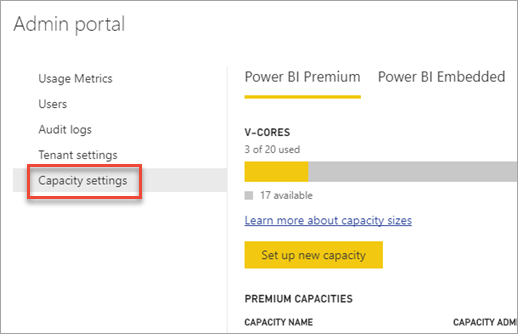 Admin portal
Usage Metrics
Users
Audit logs
Tenant settings
Capacity settings
Power BI Premium Power BI Embedded
V-CORES
3 of 20 used
17 available
Learn more about capacity sizes
Set up new capacity
PREMIUM CAPACITIES
CAPACITY NAME CAPACITY ADM